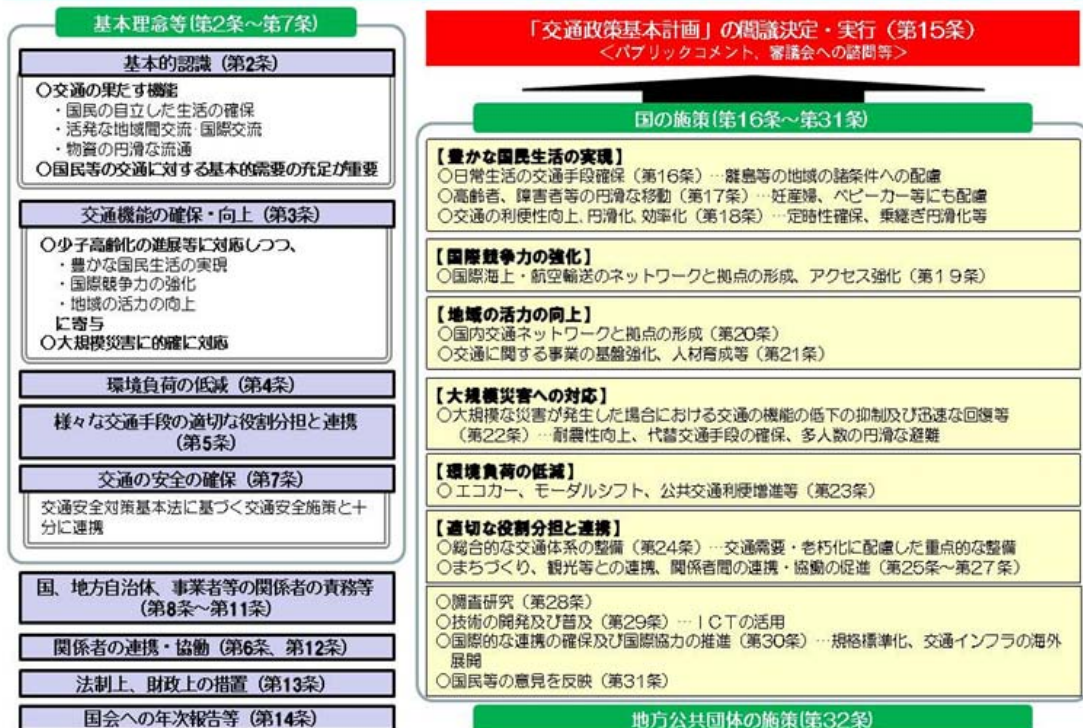 基本理念等(第2条～第7条)
基本的認識（第2条）
○交通の果たす機能
・国民の自立した生活の確保
・活発な地域間交流・国際交流
・物資の円滑な流通
○国民等の交通に対する基本的需要の充足が重要
交通機能の確保・向上（第3条）
○少子高齢化の進展等に対応しつつ、
・豊かな国民生活の実現
・国際競争力の強化
・地域の活力の向上
に寄与
○大規模災害に的確に対応
環境負荷の低減（第4条）
様々な交通手段の適切な役割分担と連携
（第5条）
交通の安全の確保（第7条）
交通安全対策基本法に基づく交通安全施策と十
分に連携
国、地方自治体、事業者等の関係者の責務等
（第8条～第11条）
関係者の連携・協働（第6条、第12条）
法制上、財政上の措置（第13条）
国会への年次報告等（第14条）
「交通政策基本計画」の閣議決定・実行（第15条）
＜パブリックコメント、審議会への諮問等＞
国の施策(第16条～第31条)
【豊かな国民生活の実現】
○日常生活の交通手段確保（第16条）…離島等の地域の諸条件への配慮
○高齢者、障害者等の円滑な移動（第17条）…妊産婦、ベビーカー等にも配慮
○交通の利便性向上、円滑化、効率化（第18条）…定時性確保、乗継ぎ円滑化等
【国際競争力の強化】
○国際海上・航空輸送のネットワークと拠点の形成、アクセス強化（第19条）
【地域の活力の向上】
○国内交通ネットワークと拠点の形成（第20条）
○交通に関する事業の基盤強化、人材育成等（第21条）
【大規模災害への対応】
○大規模な災害が発生した場合における交通の機能の低下の抑制及び迅速な回復等
（第22条）…耐震性向上、代替交通手段の確保、多人数の円滑な避難
【環境負荷の低減】
○エコカー、モーダルシフト、公共交通利便増進等（第23条）
【適切な役割分担と連携】
○総合的な交通体系の整備（第24条）…交通需要・老朽化に配慮した重点的な整備
○まちづくり、観光等との連携、関係者間の連携・協働の促進（第25条～第27条）
○調査研究（第28条）
○技術の開発及び普及（第29条）…ＩＣＴの活用
○国際的な連携の確保及び国際協力の推進（第30条）…規格標準化、交通インフラの海外
展開
○国民等の意見を反映（第31条）
地方公共団体の施策(第32条)